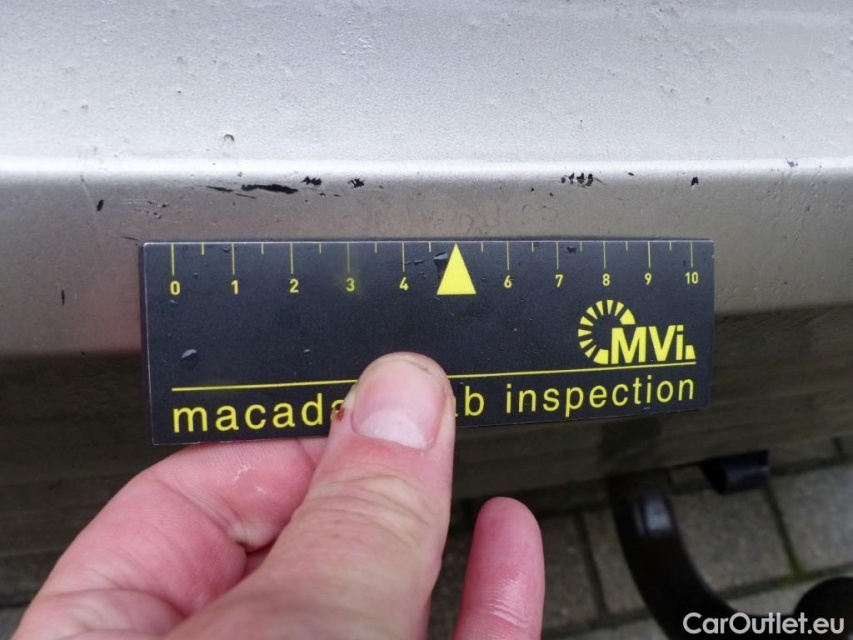 0 1 2 3 4 6 7 8 9 10
MVi
inspection
CarOutlet.eu